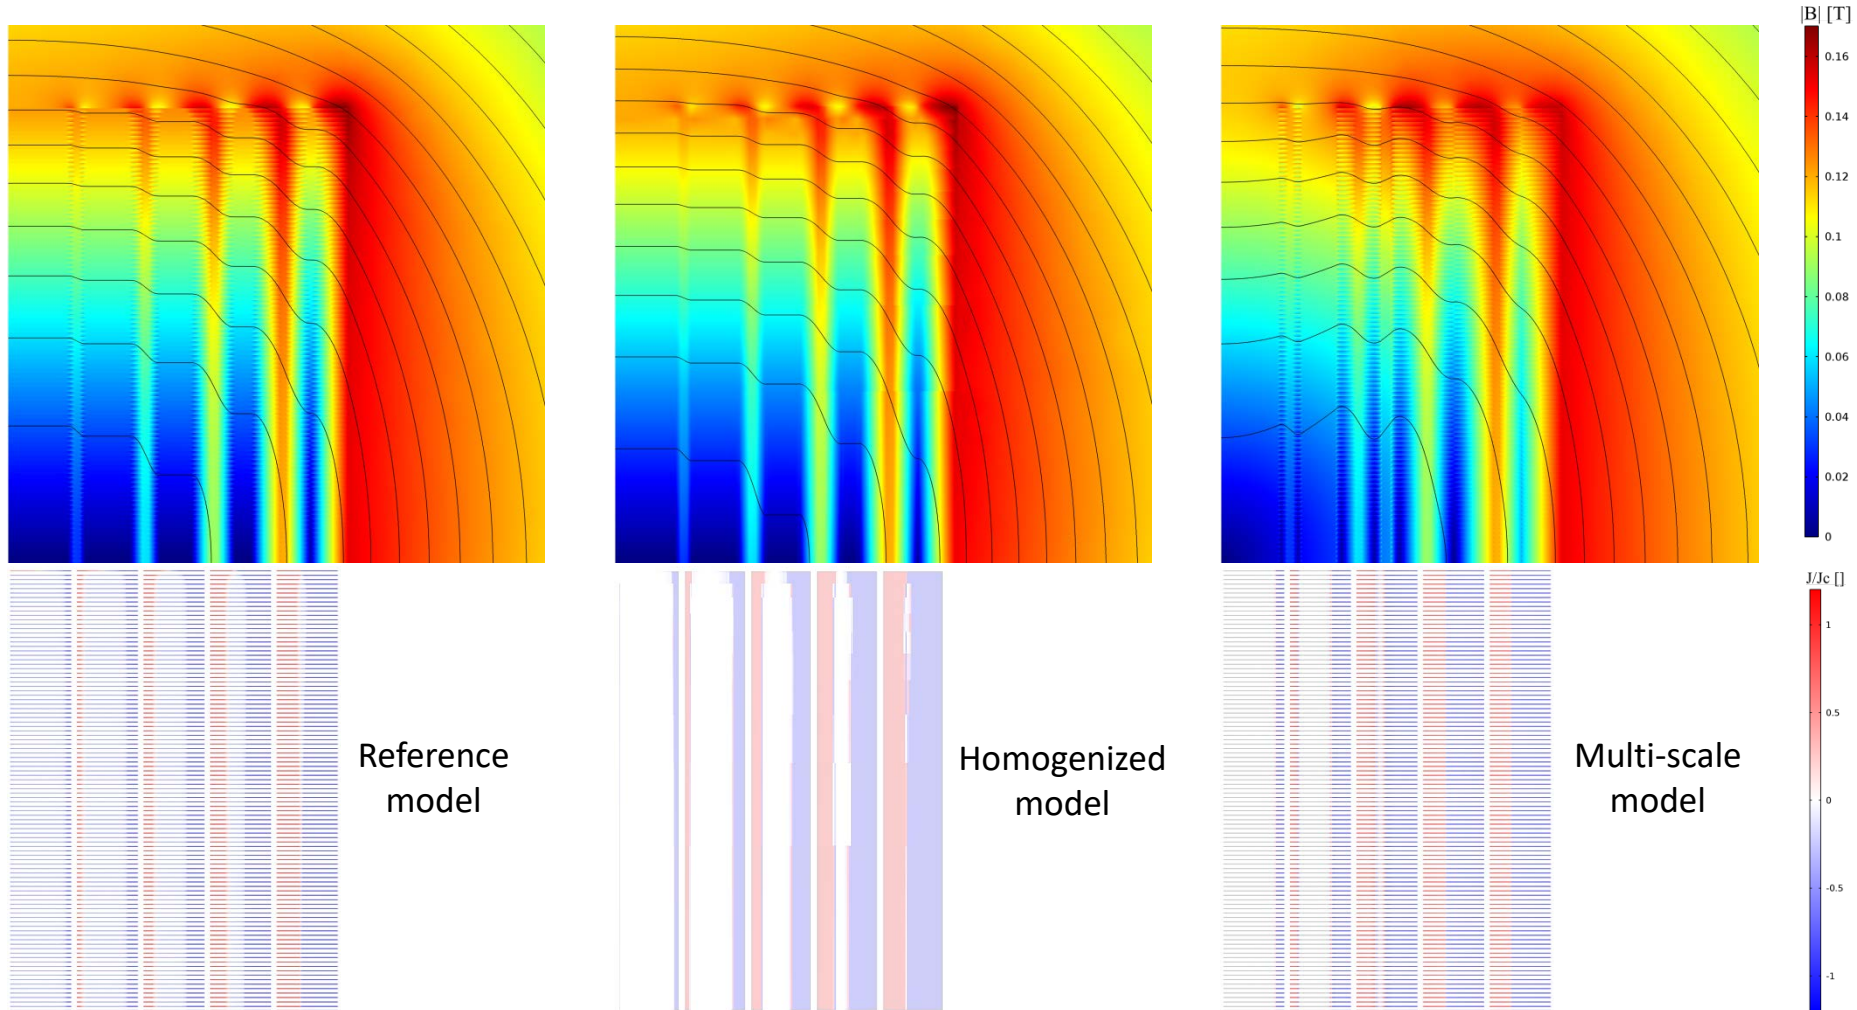 |B| [T]
0.16
0.14
0.12
0.1
0.08
0.06
0.04
0.02
0
J/Jc []
1
0.5
0
-0.5
-1
Reference
model
Homogenized
model
Multi-scale
model